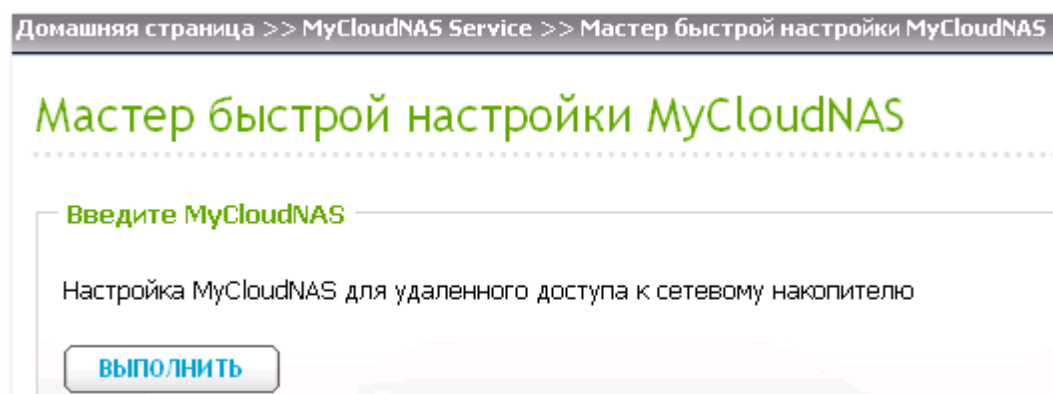 Домашняя страница >> MyCloudNAS Service >> Мастер быстрой настройки MyCloudNAS
Мастер быстрой настройки MyCloudNAS
Введите MyCloudNAS
Настройка MyCloudNAS для удаленного доступа к сетевому накопителю
ВЫПОЛНИТЬ